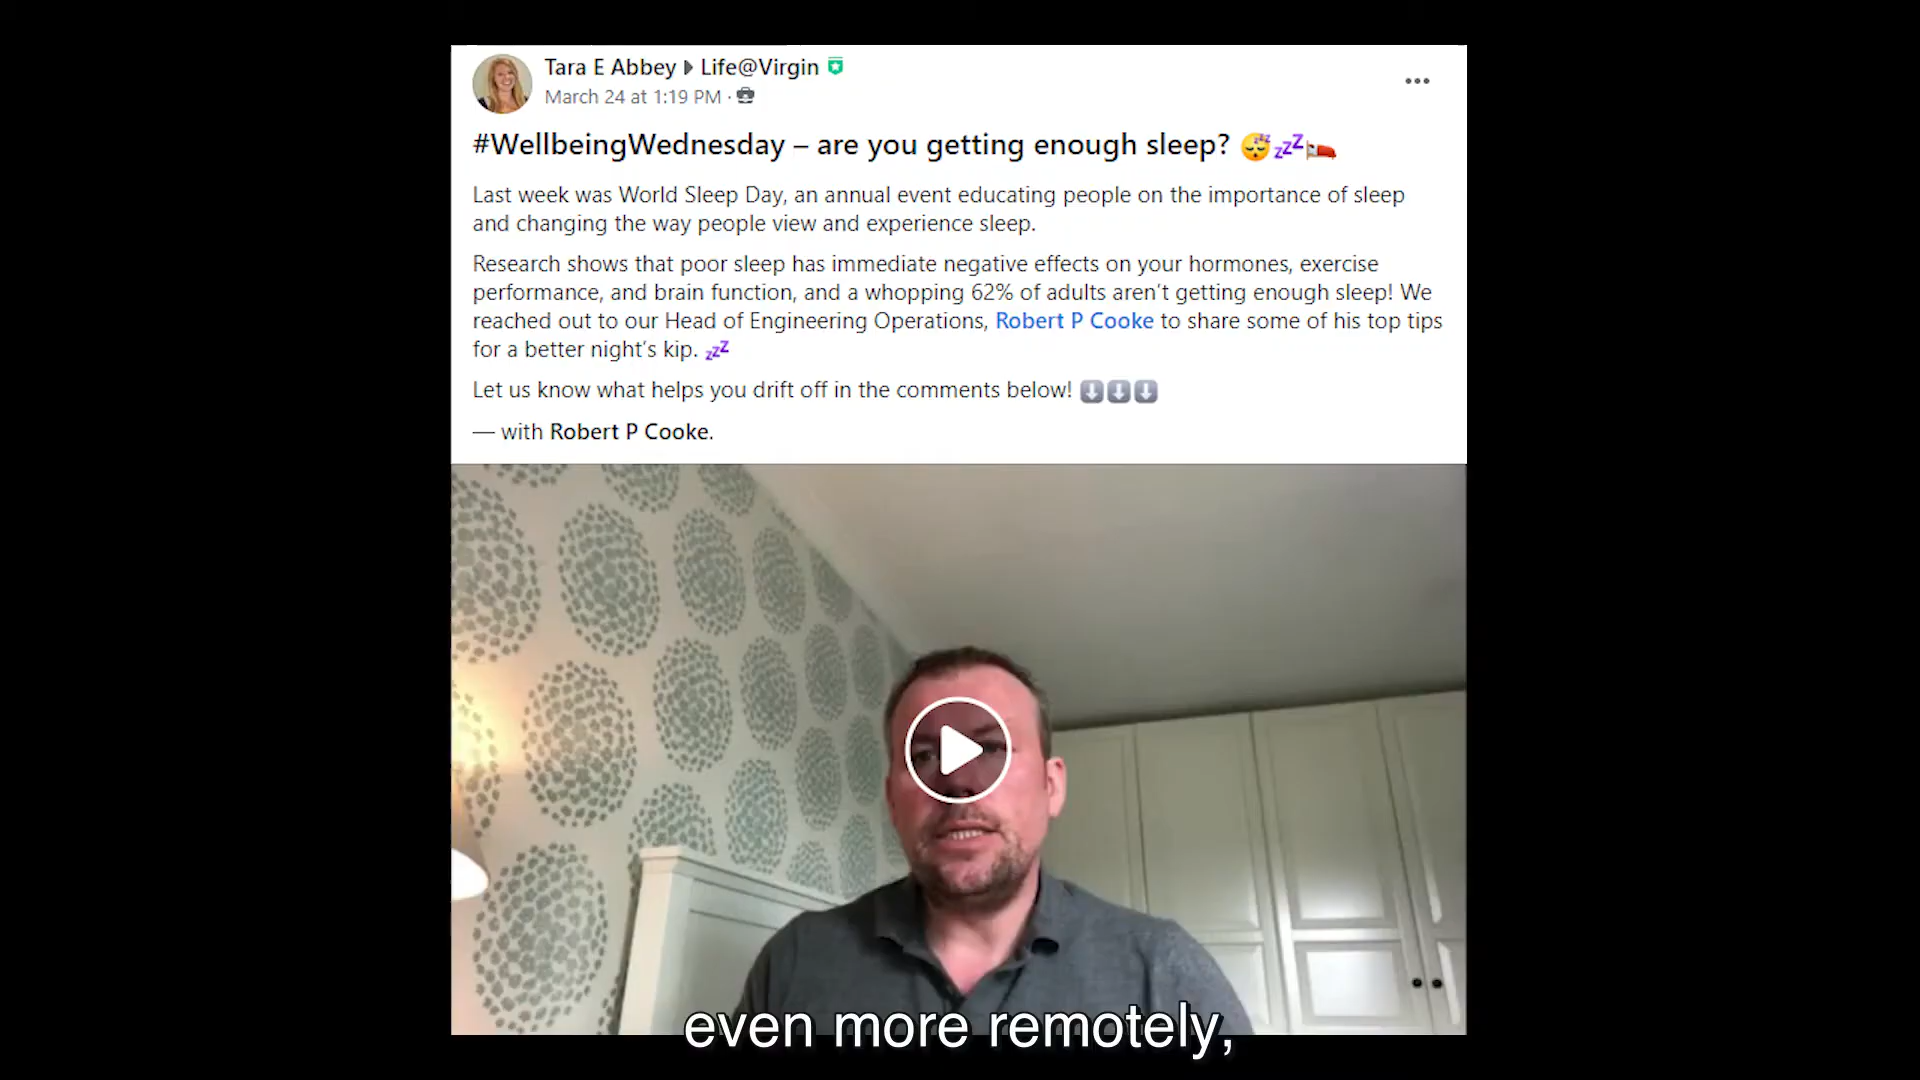 Tara E Abbey ▸ Life@Virgin
March 24 at 1:19 PM ·
#WellbeingWednesday – are you getting enough sleep? 😴💤🛌
Last week was World Sleep Day, an annual event educating people on the importance of sleep
and changing the way people view and experience sleep.
Research shows that poor sleep has immediate negative effects on your hormones, exercise
performance, and brain function, and a whopping 62% of adults aren't getting enough sleep! We
reached out to our Head of Engineering Operations, Robert P Cooke to share some of his top tips
for a better night's kip. 💤
Let us know what helps you drift off in the comments below! ⬇️⬇️⬇️
— with Robert P Cooke.
even more remotely,